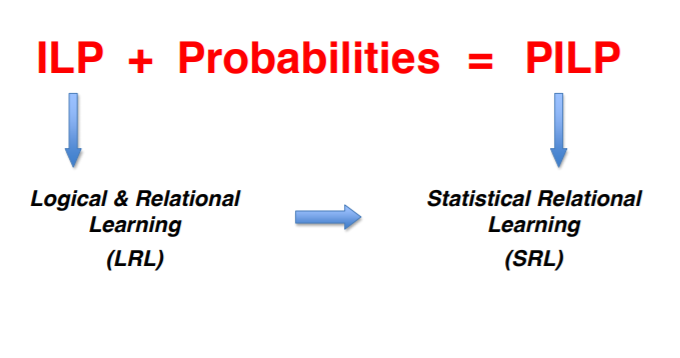 ILP + Probabilities = PILP
Logical & Relational
Learning
(LRL)
Statistical Relational
Learning
(SRL)